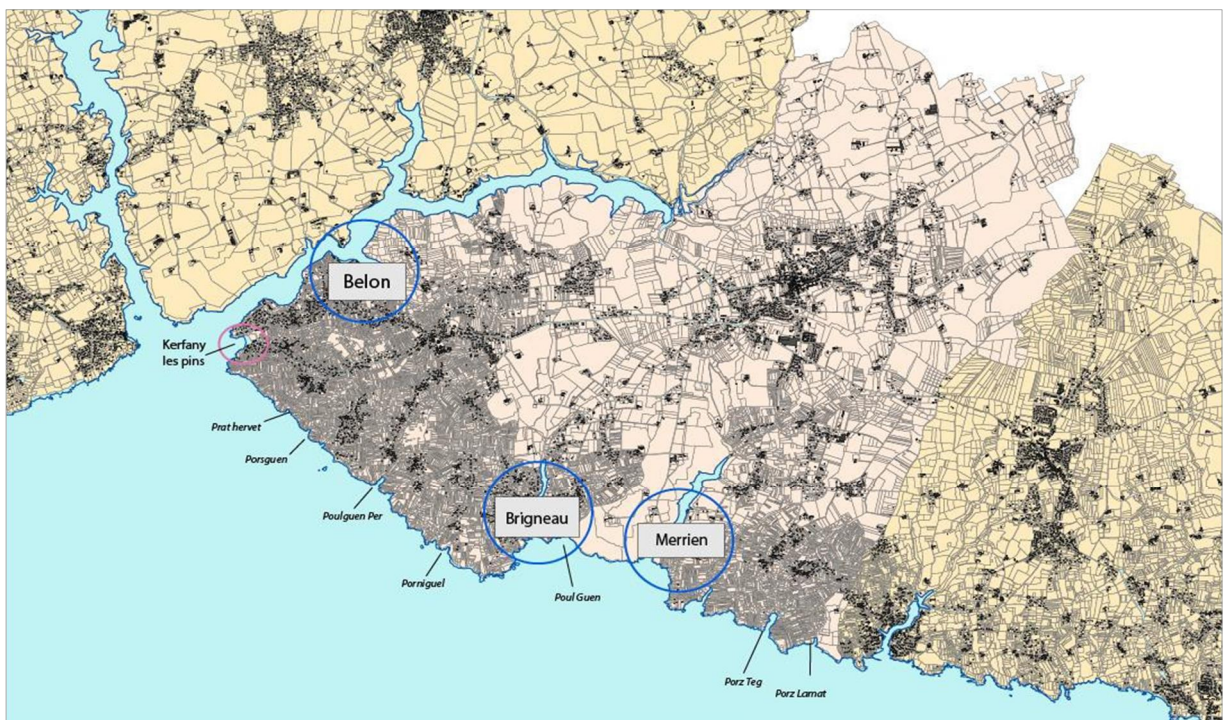 Belon
Kerfany
les pins
Prat hervet
Porsguen
Poulguen Per
Brigneau
Merrien
Porniguel
Poul Guen
Porz Teg
Porz Lamat